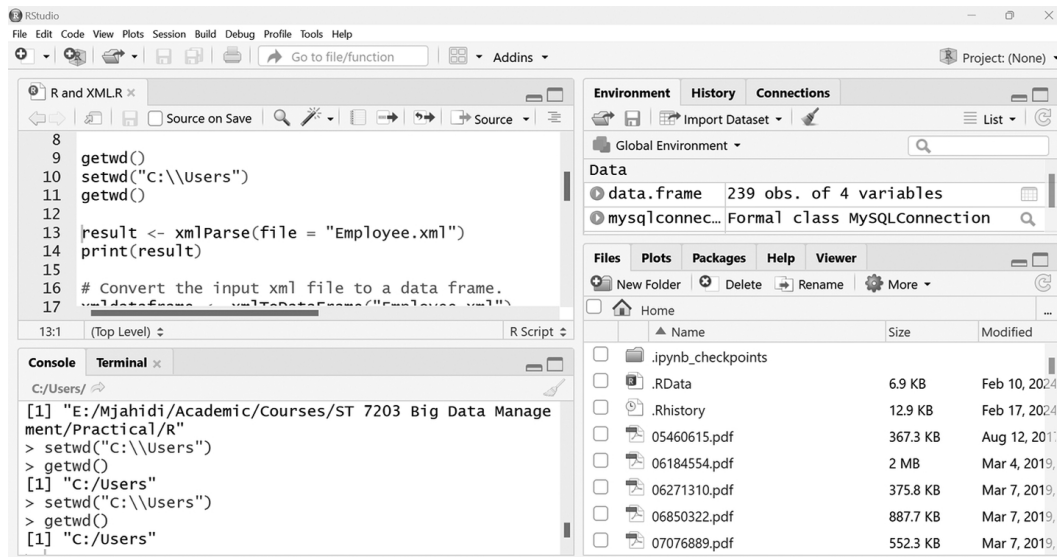 RStudio
File Edit Code View Plots Session Build Debug Profile Tools Help
Go to file/function
Addins
Project: (None)
R and XML.R
Source on Save
Source
8
9 getwd()
10 setwd("C:\\Users")
11 getwd()
12
13 result <- xmlParse(file = "Employee.xml")
14 print(result)
15
16 # Convert the input xml file to a data frame.
17 xmldataframe <- xmlToDataFrame("Employee.xml")
13:1 (Top Level) R Script
Console Terminal
C:/Users/
[1] "E:/Mjahidi/Academic/Courses/ST 7203 Big Data Manage
ment/Practical/R"
> setwd("C:\\Users")
> getwd()
[1] "C:/Users"
> setwd("C:\\Users")
> getwd()
[1] "C:/Users"
Environment History Connections
Import Dataset
List
Global Environment
Data
data.frame 239 obs. of 4 variables
mysqlconnec… Formal class MySQLConnection
Files Plots Packages Help Viewer
New Folder Delete Rename More
Home ...
Name Size Modified
.ipynb_checkpoints
.RData 6.9 KB Feb 10, 2024
.Rhistory 12.9 KB Feb 17, 2024
05460615.pdf 367.3 KB Aug 12, 201
06184554.pdf 2 MB Mar 4, 2019,
06271310.pdf 375.8 KB Mar 7, 2019,
06850322.pdf 887.7 KB Mar 7, 2019,
07076889.pdf 552.3 KB Mar 7, 2019,